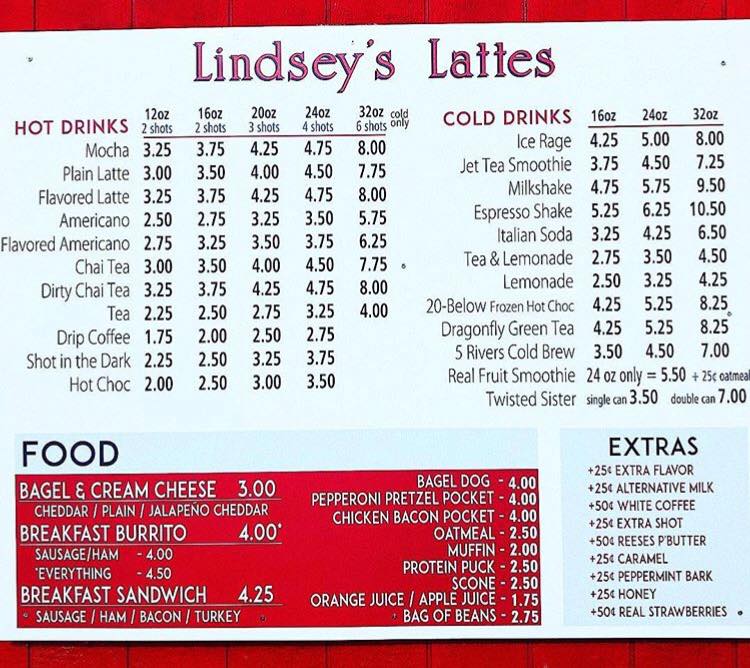 Lindsey's Lattes
HOT DRINKS 12oz 2 shots 16oz 2 shots 20oz 3 shots 24oz 4 shots 32oz 6 shots cold only
Mocha 3.25 3.75 4.25 4.75 8.00
Plain Latte 3.00 3.50 4.00 4.50 7.75
Flavored Latte 3.25 3.75 4.25 4.75 8.00
Americano 2.50 2.75 3.25 3.50 5.75
Flavored Americano 2.75 3.25 3.50 3.75 6.25
Chai Tea 3.00 3.50 4.00 4.50 7.75
Dirty Chai Tea 3.25 3.75 4.25 4.75 8.00
Tea 2.25 2.50 2.75 3.25 4.00
Drip Coffee 1.75 2.00 2.50 2.75
Shot in the Dark 2.25 2.50 3.25 3.75
Hot Choc 2.00 2.50 3.00 3.50
COLD DRINKS 16oz 24oz 32oz
Ice Rage 4.25 5.00 8.00
Jet Tea Smoothie 3.75 4.50 7.25
Milkshake 4.75 5.75 9.50
Espresso Shake 5.25 6.25 10.50
Italian Soda 3.25 4.25 6.50
Tea & Lemonade 2.75 3.50 4.50
Lemonade 2.50 3.25 4.25
20-Below Frozen Hot Choc 4.25 5.25 8.25
Dragonfly Green Tea 4.25 5.25 8.25
5 Rivers Cold Brew 3.50 4.50 7.00
Real Fruit Smoothie 24 oz only = 5.50 + 25¢ oatmeal
Twisted Sister single can 3.50 double can 7.00
FOOD
BAGEL & CREAM CHEESE 3.00
CHEDDAR / PLAIN / JALAPEÑO CHEDDAR
BREAKFAST BURRITO 4.00*
SAUSAGE/HAM - 4.00
*EVERYTHING - 4.50
BREAKFAST SANDWICH 4.25
SAUSAGE / HAM / BACON / TURKEY
BAGEL DOG - 4.00
PEPPERONI PRETZEL POCKET - 4.00
CHICKEN BACON POCKET - 4.00
OATMEAL - 2.50
MUFFIN - 2.00
PROTEIN PUCK - 2.50
SCONE - 2.50
ORANGE JUICE / APPLE JUICE - 1.75
BAG OF BEANS - 2.75
EXTRAS
+25¢ EXTRA FLAVOR
+25¢ ALTERNATIVE MILK
+50¢ WHITE COFFEE
+25¢ EXTRA SHOT
+50¢ REESES P'BUTTER
+25¢ CARAMEL
+25¢ PEPPERMINT BARK
+25¢ HONEY
+50¢ REAL STRAWBERRIES